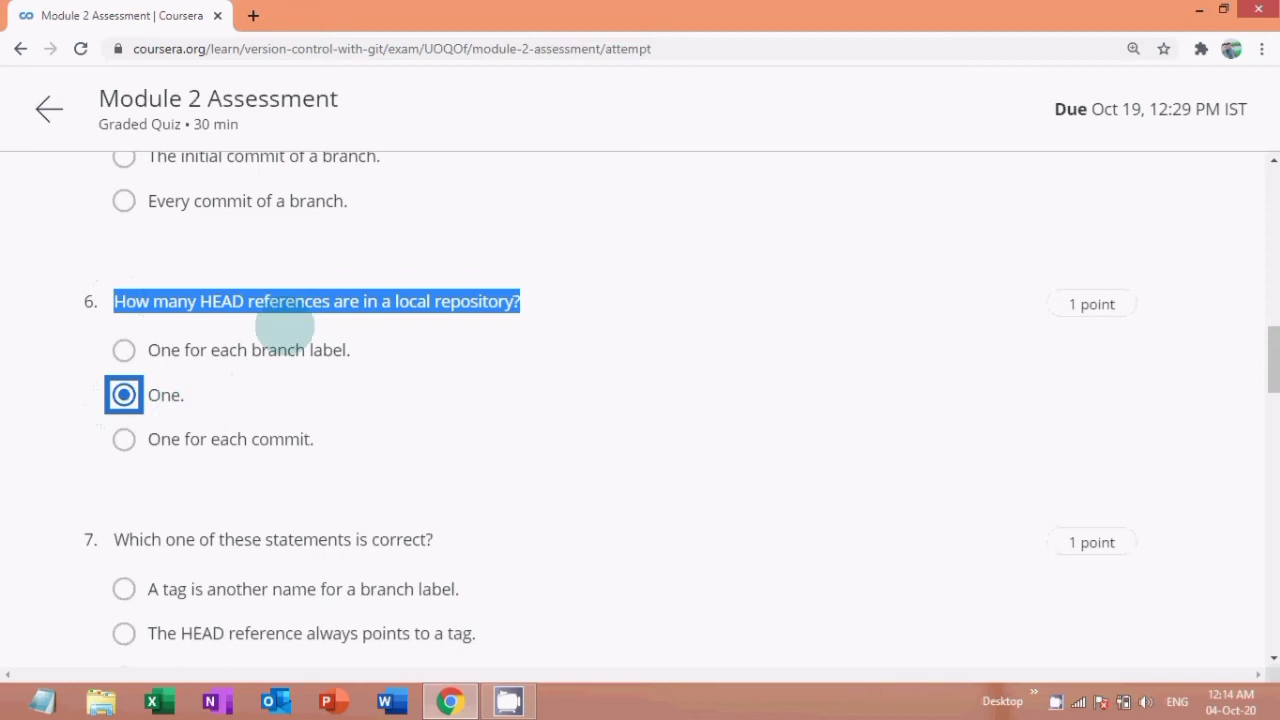 Module 2 Assessment | Coursera
coursera.org/learn/version-control-with-git/exam/UOQOf/module-2-assessment/attempt
Module 2 Assessment
Graded Quiz • 30 min
Due Oct 19, 12:29 PM IST
The initial commit of a branch.
Every commit of a branch.
6. How many HEAD references are in a local repository?
1 point
One for each branch label.
One.
One for each commit.
7. Which one of these statements is correct?
1 point
A tag is another name for a branch label.
The HEAD reference always points to a tag.
Desktop
ENG
12:14 AM
04-Oct-20